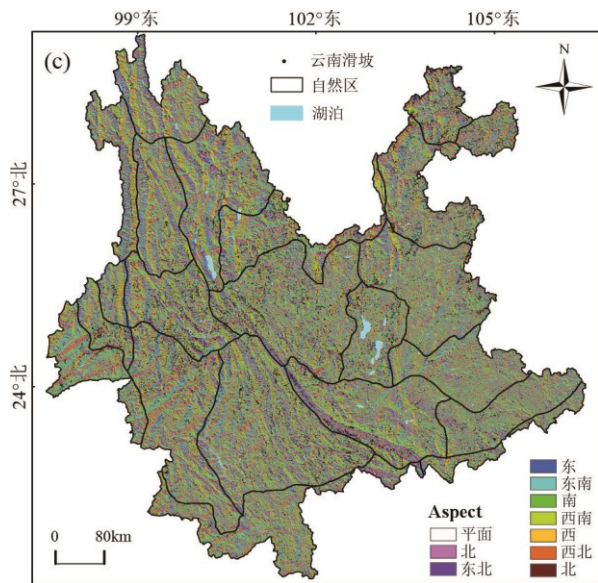 99°东 102°东 105°东
(c)
云南滑坡
自然区
湖泊
N
27°北
24°北
0 80km
Aspect
平面
北
东北
东
东南
南
西南
西
西北
北